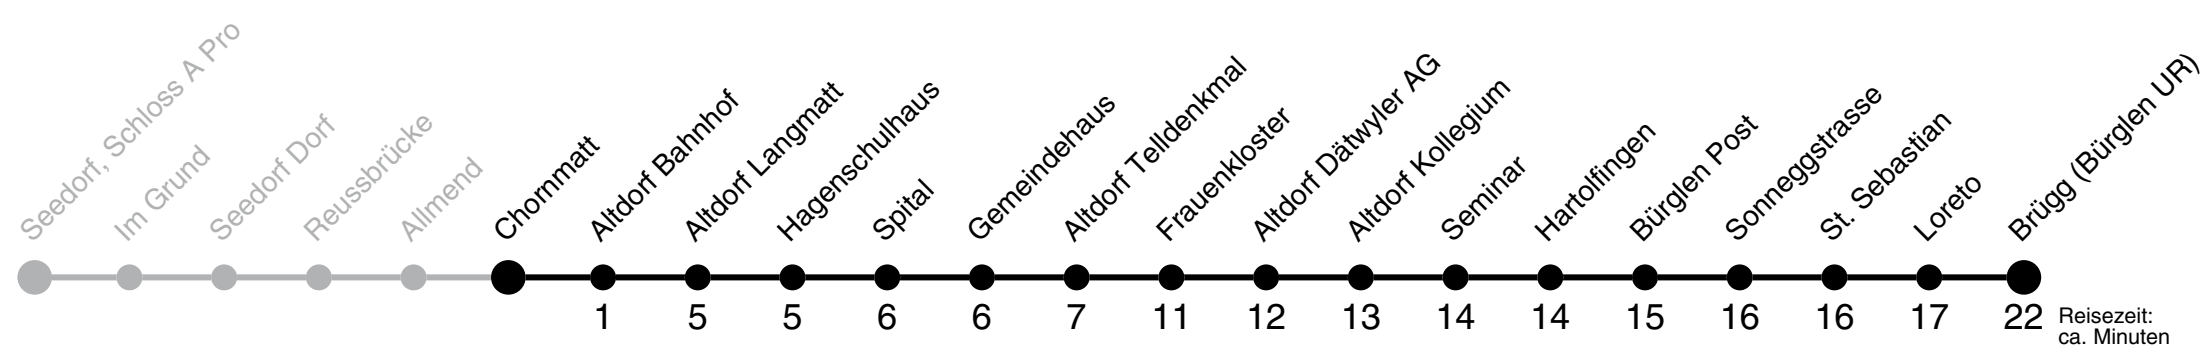 Seedorf, Schloss A Pro
Im Grund
Seedorf Dorf
Reussbrücke
Allmend
Chornmatt
Altdorf Bahnhof
Altdorf Langmatt
Hagenschulhaus
Spital
Gemeindehaus
Altdorf Telldenkmal
Frauenkloster
Altdorf Dätwyler AG
Altdorf Kollegium
Seminar
Hartolfingen
Bürglen Post
Sonneggstrasse
St. Sebastian
Loreto
Brügg (Bürglen UR)
1 5 5 6 6 7 11 12 13 14 14 15 16 16 17 22
Reisezeit:
ca. Minuten